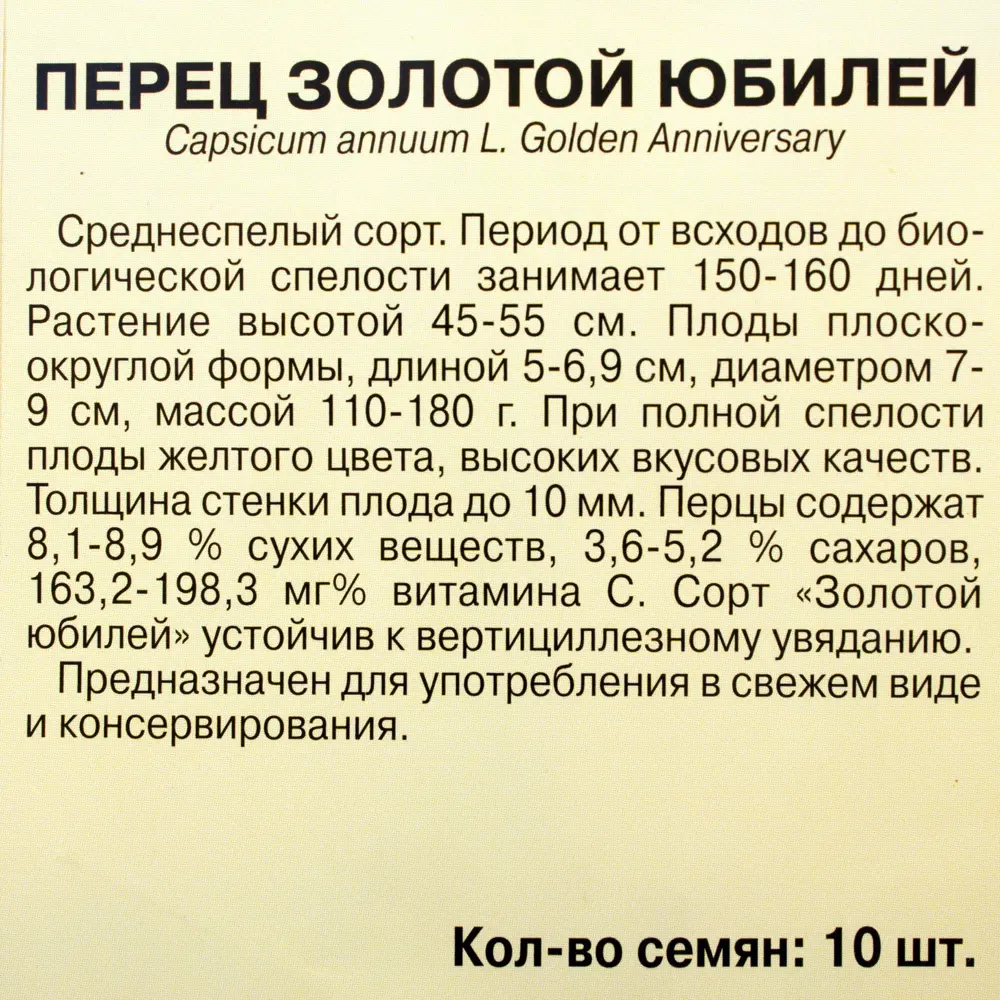 ПЕРЕЦ ЗОЛОТОЙ ЮБИЛЕЙ
Capsicum annuum L. Golden Anniversary
Среднеспелый сорт. Период от всходов до био-
логической спелости занимает 150-160 дней.
Растение высотой 45-55 см. Плоды плоско-
округлой формы, длиной 5-6,9 см, диаметром 7-
9 см, массой 110-180 г. При полной спелости
плоды желтого цвета, высоких вкусовых качеств.
Толщина стенки плода до 10 мм. Перцы содержат
8,1-8,9 % сухих веществ, 3,6-5,2 % сахаров,
163,2-198,3 мг% витамина С. Сорт «Золотой
юбилей» устойчив к вертициллезному увяданию.
Предназначен для употребления в свежем виде
и консервирования.
Кол-во семян: 10 шт.